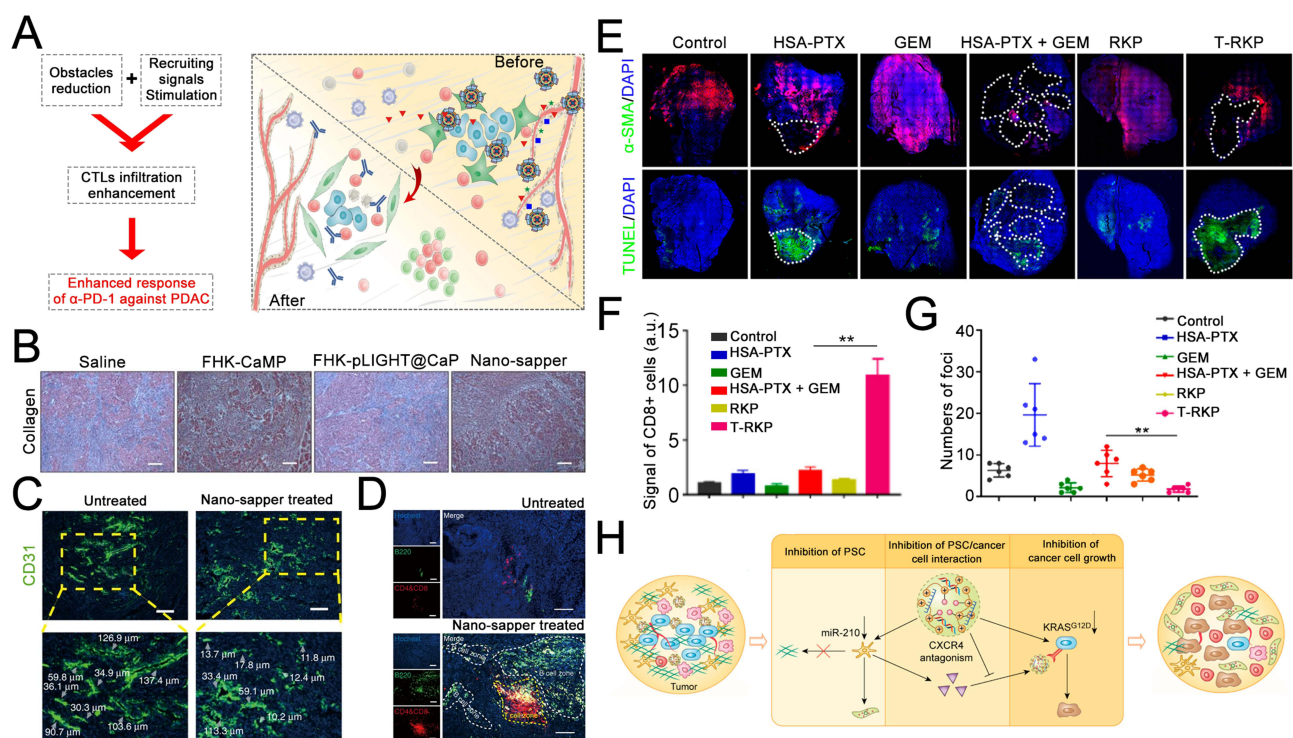 A
Obstacles
reduction
+
Recruiting
signals
Stimulation
CTLs infiltration
enhancement
Enhanced response
of α-PD-1 against PDAC
Before
After
B
Saline
FHK-CaMP
FHK-pLIGHT@CaP
Nano-sapper
Collagen
C
Untreated
Nano-sapper treated
CD31
126.9 μm
59.8 μm
34.9 μm
36.1 μm
137.4 μm
30.3 μm
103.6 μm
90.7 μm
13.7 μm
11.8 μm
17.8 μm
33.4 μm
12.4 μm
59.1 μm
10.2 μm
113.3 μm
D
Untreated
Hoechst
Merge
B220
CD4&CD8
Nano-sapper treated
Hoechst
Merge
B cell zone
B220
CD4&CD8
T cell zone
E
Control
HSA-PTX
GEM
HSA-PTX + GEM
RKP
T-RKP
α-SMA/DAPI
TUNEL/DAPI
F
Signal of CD8+ cells (a.u.)
15
10
5
0
Control
HSA-PTX
GEM
HSA-PTX + GEM
RKP
T-RKP
**
G
Numbers of foci
40
30
20
10
0
Control
HSA-PTX
GEM
HSA-PTX + GEM
RKP
T-RKP
**
H
Inhibition of PSC
Inhibition of PSC/cancer
cell interaction
Inhibition of
cancer cell growth
miR-210
CXCR4
antagonism
KRASG12D
Tumor